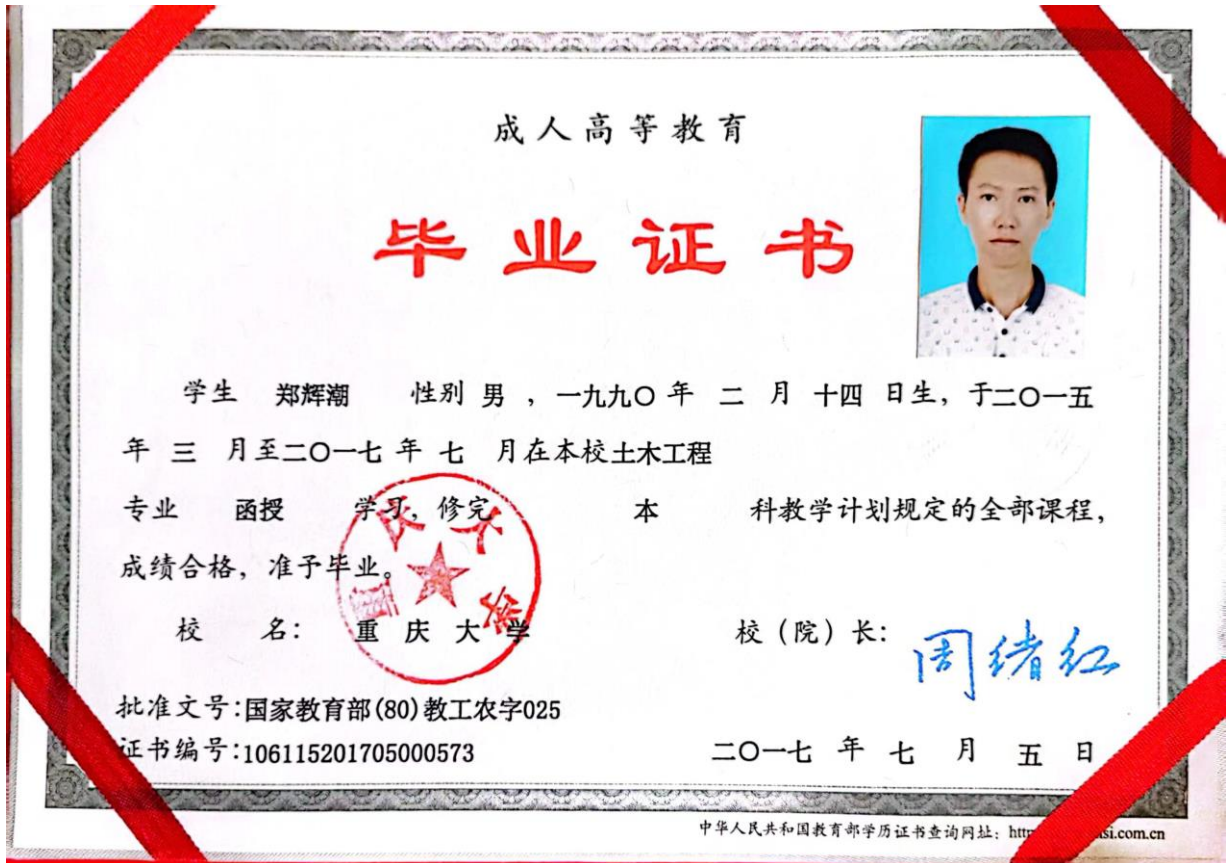 成人高等教育
毕业证书
学生 郑辉潮 性别 男 ，一九九〇 年 二 月 十四 日生，于二〇一五
年 三 月至二〇一七 年 七 月在本校土木工程
专业 函授 学习，修完 本 科教学计划规定的全部课程，
成绩合格，准予毕业。
校 名： 重 庆 大 学
校（院）长：周绪红
批准文号:国家教育部(80)教工农字025
证书编号:106115201705000573
二〇一七 年 七 月 五 日
重庆大学
中华人民共和国教育部学历证书查询网址：http si.com.cn